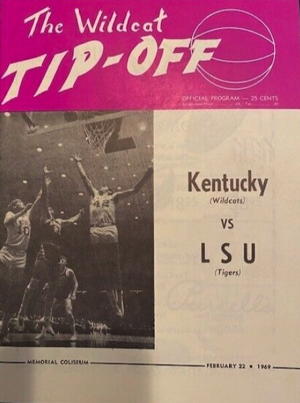 The Wildcat
TIP-OFF
OFFICIAL PROGRAM — 25 CENTS
Kentucky
(Wildcats)
VS
LSU
(Tigers)
MEMORIAL COLISEUM
FEBRUARY 22 • 1969